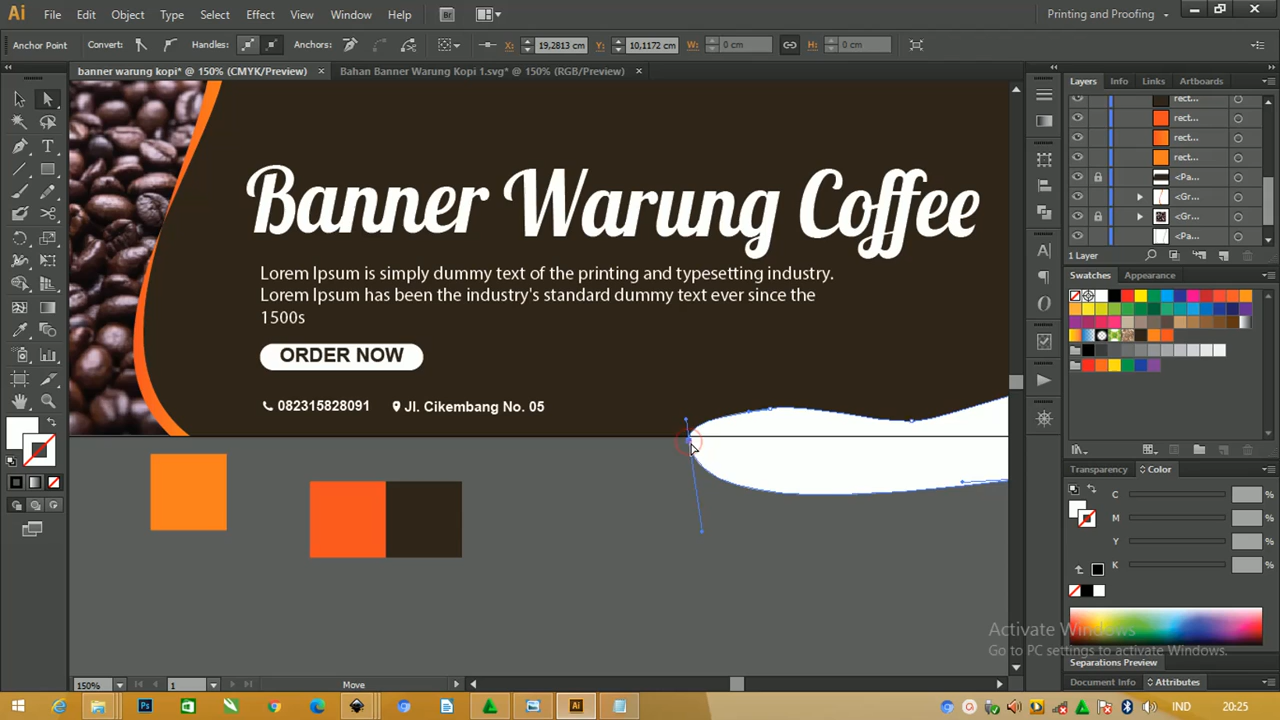 Ai File Edit Object Type Select Effect View Window Help Br Printing and Proofing
Anchor Point Convert: Handles: Anchors: X: 19,2813 cm Y: 10,1172 cm W: 0 cm H: 0 cm
banner warung kopi* @ 150% (CMYK/Preview) × Bahan Banner Warung Kopi 1.svg* @ 150% (RGB/Preview) ×
Layers Info Links Artboards
rect...
rect...
rect...
rect...
<Pa...
<Gr...
<Gr...
<Pa...
1 Layer
Swatches Appearance
Transparency Color
C %
M %
Y %
K %
Separations Preview
Document Info Attributes
Banner Warung Coffee
Lorem Ipsum is simply dummy text of the printing and typesetting industry.
Lorem Ipsum has been the industry's standard dummy text ever since the
1500s
ORDER NOW
082315828091 Jl. Cikembang No. 05
Activate Windows
Go to PC settings to activate Windows.
150% 1 Move
Ps Ai IND 20:25